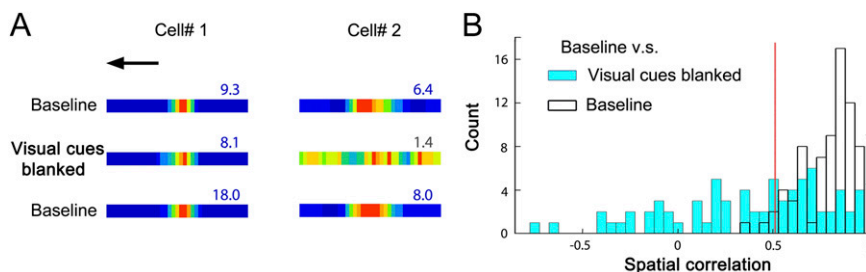 A
Cell# 1
Cell# 2
Baseline
9.3
6.4
Visual cues
blanked
8.1
1.4
Baseline
18.0
8.0
B
Baseline v.s.
Visual cues blanked
Baseline
Count
16
12
8
4
0
-0.5
0
0.5
Spatial correlation